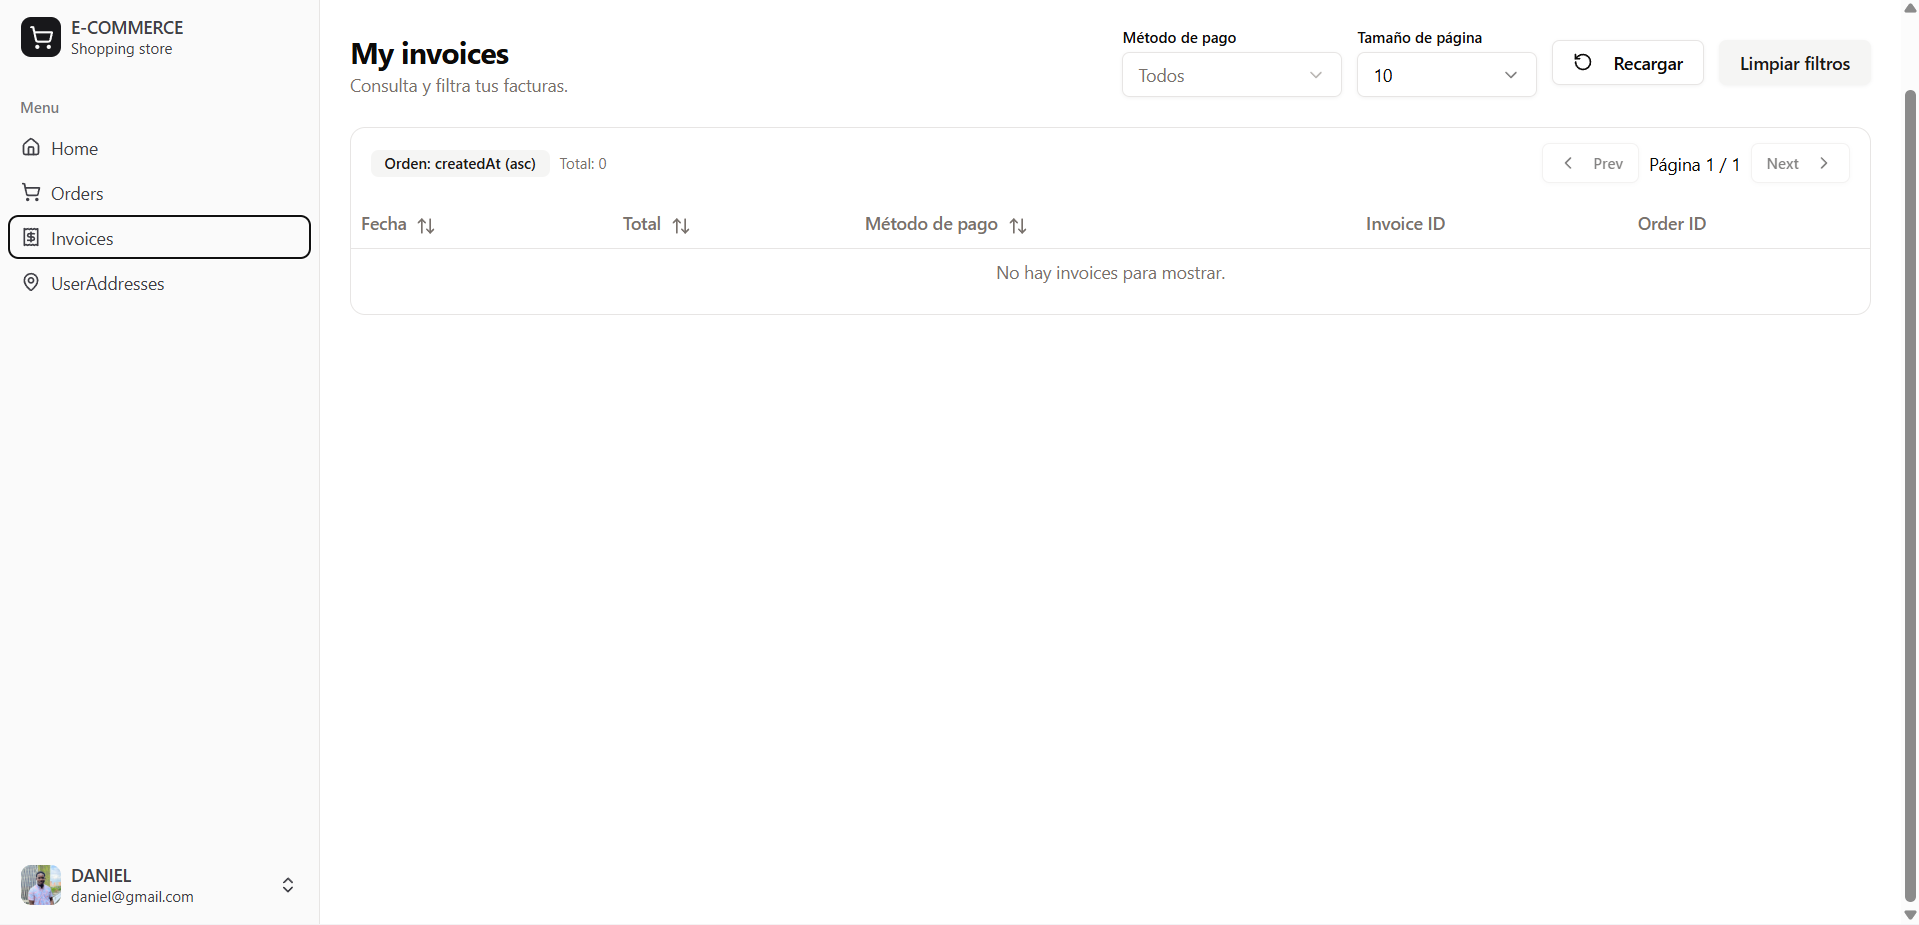 E-COMMERCE
Shopping store
Menu
Home
Orders
Invoices
UserAddresses
DANIEL
daniel@gmail.com
My invoices
Consulta y filtra tus facturas.
Método de pago
Todos
Tamaño de página
10
Recargar
Limpiar filtros
Orden: createdAt (asc)
Total: 0
Prev
Página 1 / 1
Next
Fecha
Total
Método de pago
Invoice ID
Order ID
No hay invoices para mostrar.